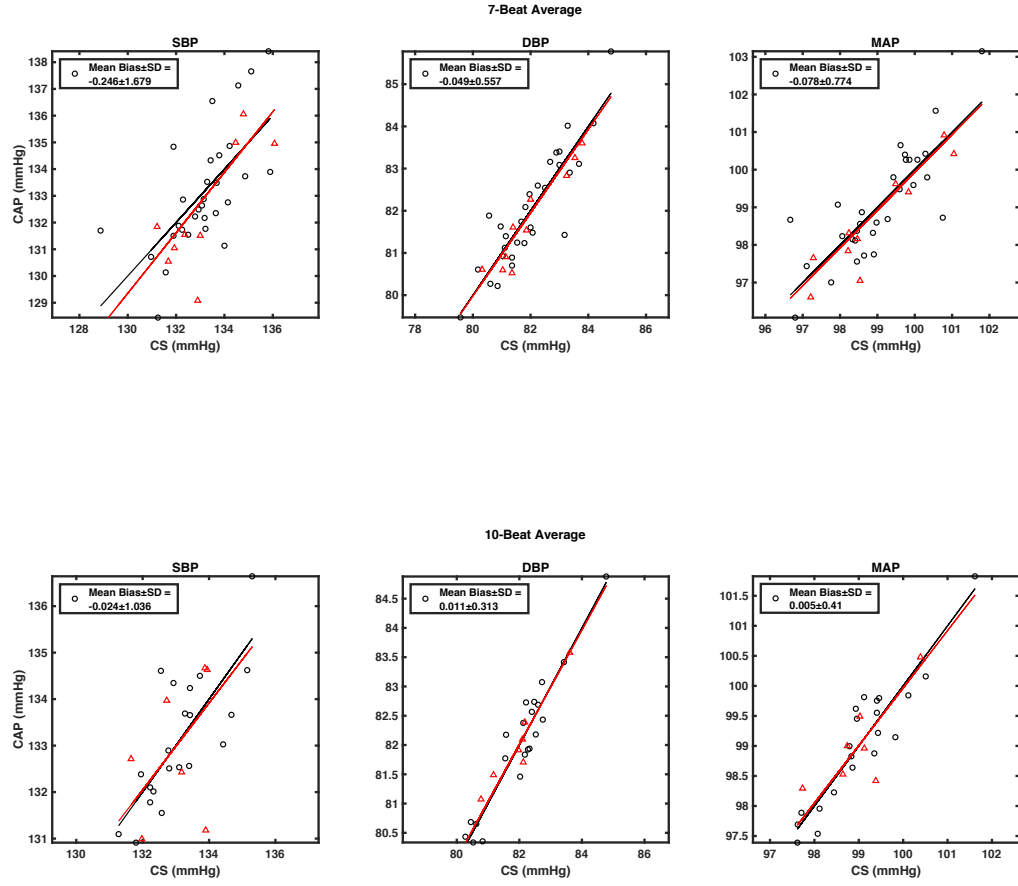 7-Beat Average
SBP
DBP
MAP
Mean Bias±SD =
-0.246±1.679
Mean Bias±SD =
-0.049±0.557
Mean Bias±SD =
-0.078±0.774
138
137
136
135
134
133
132
131
130
129
85
84
83
82
81
80
103
102
101
100
99
98
97
CAP (mmHg)
128 130 132 134 136
78 80 82 84 86
96 97 98 99 100 101 102
CS (mmHg)
CS (mmHg)
CS (mmHg)
10-Beat Average
SBP
DBP
MAP
Mean Bias±SD =
-0.024±1.036
Mean Bias±SD =
0.011±0.313
Mean Bias±SD =
0.005±0.41
136
135
134
133
132
131
84.5
84
83.5
83
82.5
82
81.5
81
80.5
101.5
101
100.5
100
99.5
99
98.5
98
97.5
CAP (mmHg)
130 132 134 136
80 82 84 86
97 98 99 100 101 102
CS (mmHg)
CS (mmHg)
CS (mmHg)